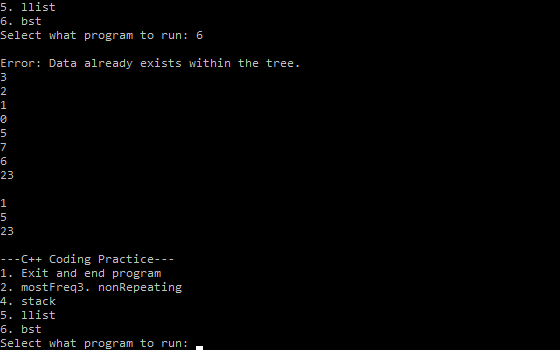 5. llist
6. bst
Select what program to run: 6
Error: Data already exists within the tree.
3
2
1
0
5
7
6
23
1
5
23
---C++ Coding Practice---
1. Exit and end program
2. mostFreq3. nonRepeating
4. stack
5. llist
6. bst
Select what program to run: